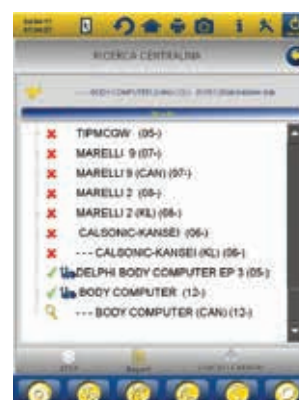 RICERCA CENTRALINA
TIPMCGW (05-)
MARELLI 9 (07-)
MARELLI 9 (CAN) (07-)
MARELLI 2 (08-)
MARELLI 2 (KL) (08-)
CALSONIC-KANSEI (06-)
--- CALSONIC-KANSEI (KL) (06-)
DELPHI BODY COMPUTER EP 3 (05-)
BODY COMPUTER (12-)
--- BODY COMPUTER (CAN) (12-)
STOP
Report